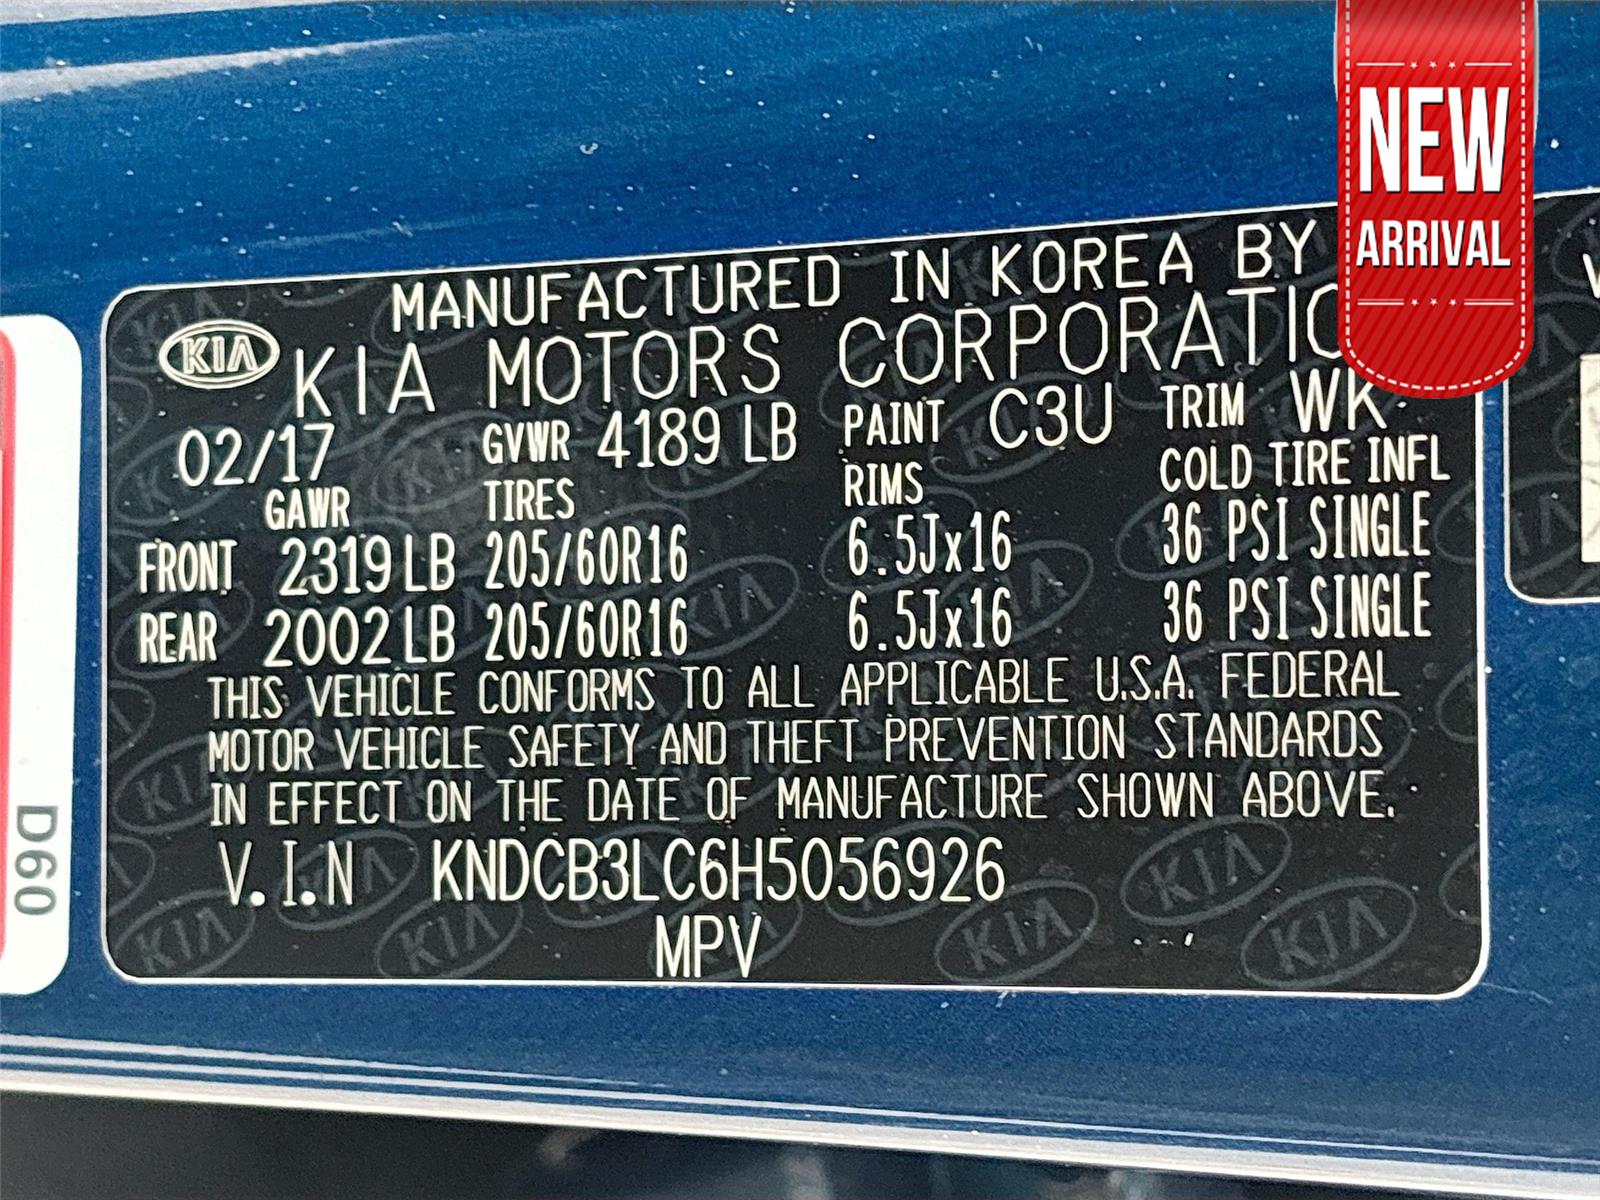 NEW
ARRIVAL
MANUFACTURED IN KOREA BY
KIA KIA MOTORS CORPORATIO
02/17 GVWR 4189 LB PAINT C3U TRIM WK
GAWR TIRES RIMS COLD TIRE INFL
FRONT 2319 LB 205/60R16 6.5Jx16 36 PSI SINGLE
REAR 2002 LB 205/60R16 6.5Jx16 36 PSI SINGLE
THIS VEHICLE CONFORMS TO ALL APPLICABLE U.S.A. FEDERAL
MOTOR VEHICLE SAFETY AND THEFT PREVENTION STANDARDS
IN EFFECT ON THE DATE OF MANUFACTURE SHOWN ABOVE.
V.I.N KNDCB3LC6H5056926
MPV
D60